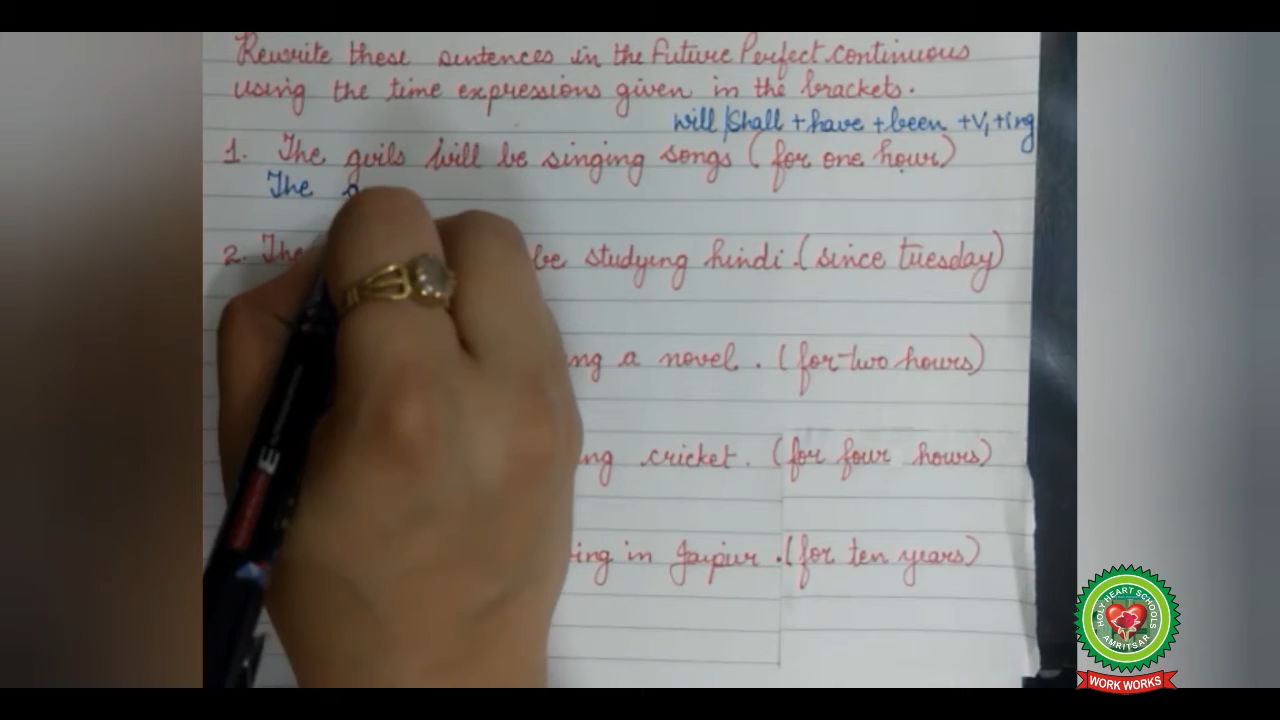 Rewrite these sentences in the Future Perfect continuous
using the time expressions given in the brackets.
will/Shall + have + been + V1 + ing
1. The girls will be singing songs (for one hour)
The
2. The be studying hindi. (since tuesday)
ng a novel. (for two hours)
ng cricket. (for four hours)
ing in Jaipur. (for ten years)
HOLY HEART SCHOOLS
AMRITSAR
WORK WORKS